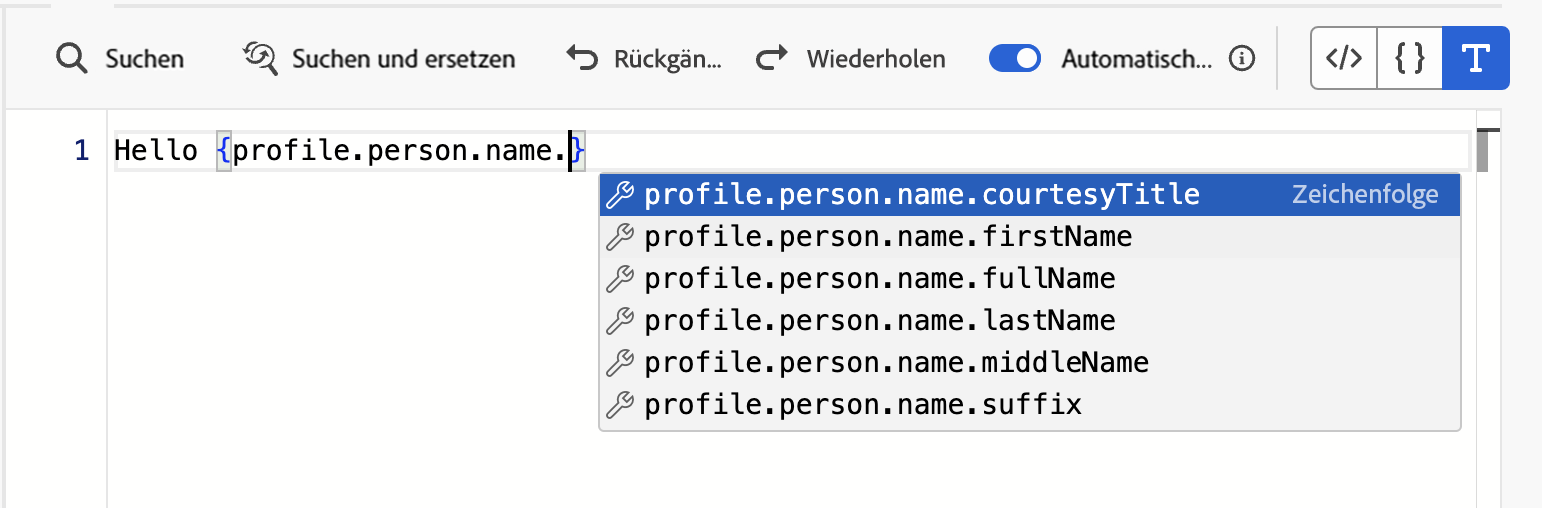 Suchen Suchen und ersetzen Rückgän... Wiederholen Automatisch... i </> {} T
1 Hello {profile.person.name.}
profile.person.name.courtesyTitle Zeichenfolge
profile.person.name.firstName
profile.person.name.fullName
profile.person.name.lastName
profile.person.name.middleName
profile.person.name.suffix